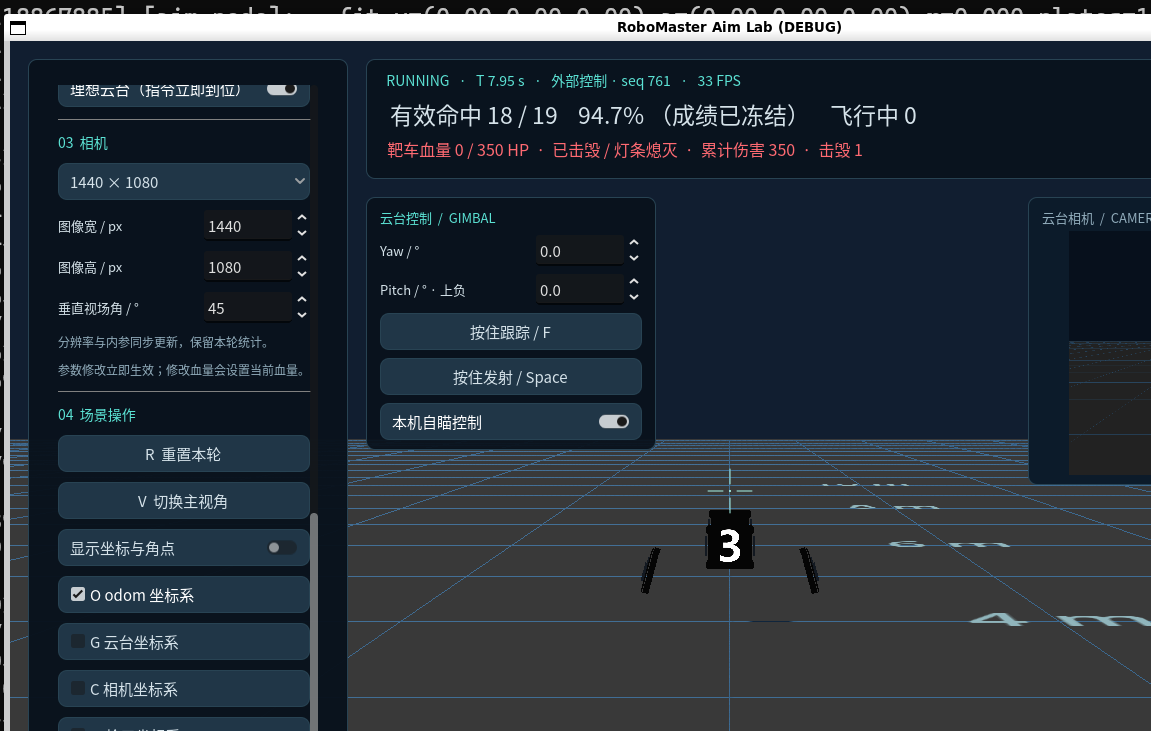 RoboMaster Aim Lab (DEBUG)
理想云台（指令立即到位）
03 相机
1440 × 1080
图像宽 / px 1440
图像高 / px 1080
垂直视场角 / ° 45
分辨率与内参同步更新，保留本轮统计。
参数修改立即生效；修改血量会设置当前血量。
04 场景操作
R 重置本轮
V 切换主视角
显示坐标与角点
O odom 坐标系
G 云台坐标系
C 相机坐标系
RUNNING · T 7.95 s · 外部控制 · seq 761 · 33 FPS
有效命中 18 / 19 94.7% （成绩已冻结） 飞行中 0
靶车血量 0 / 350 HP · 已击毁 / 灯条熄灭 · 累计伤害 350 · 击毁 1
云台控制 / GIMBAL
Yaw / ° 0.0
Pitch / ° · 上负 0.0
按住跟踪 / F
按住发射 / Space
本机自瞄控制
云台相机 / CAMER
3
6 m
4 m